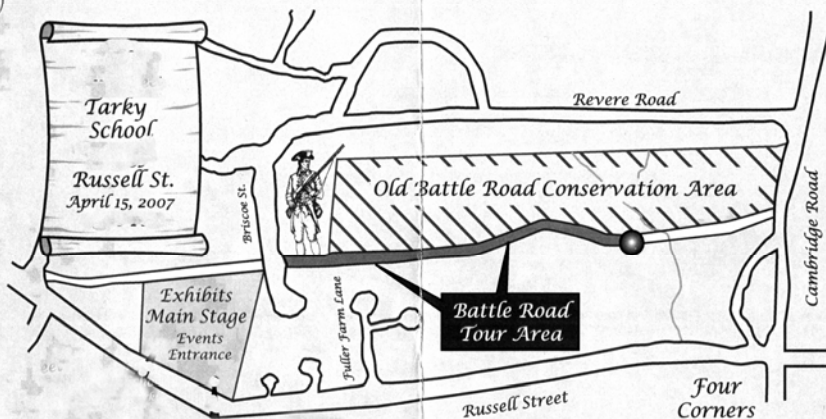 Tarky
School
Russell St.
April 15, 2007
Revere Road
Old Battle Road Conservation Area
Briscoe St.
Cambridge Road
Exhibits
Main Stage
Events
Entrance
Fuller Farm Lane
Battle Road
Tour Area
Russell Street
Four
Corners